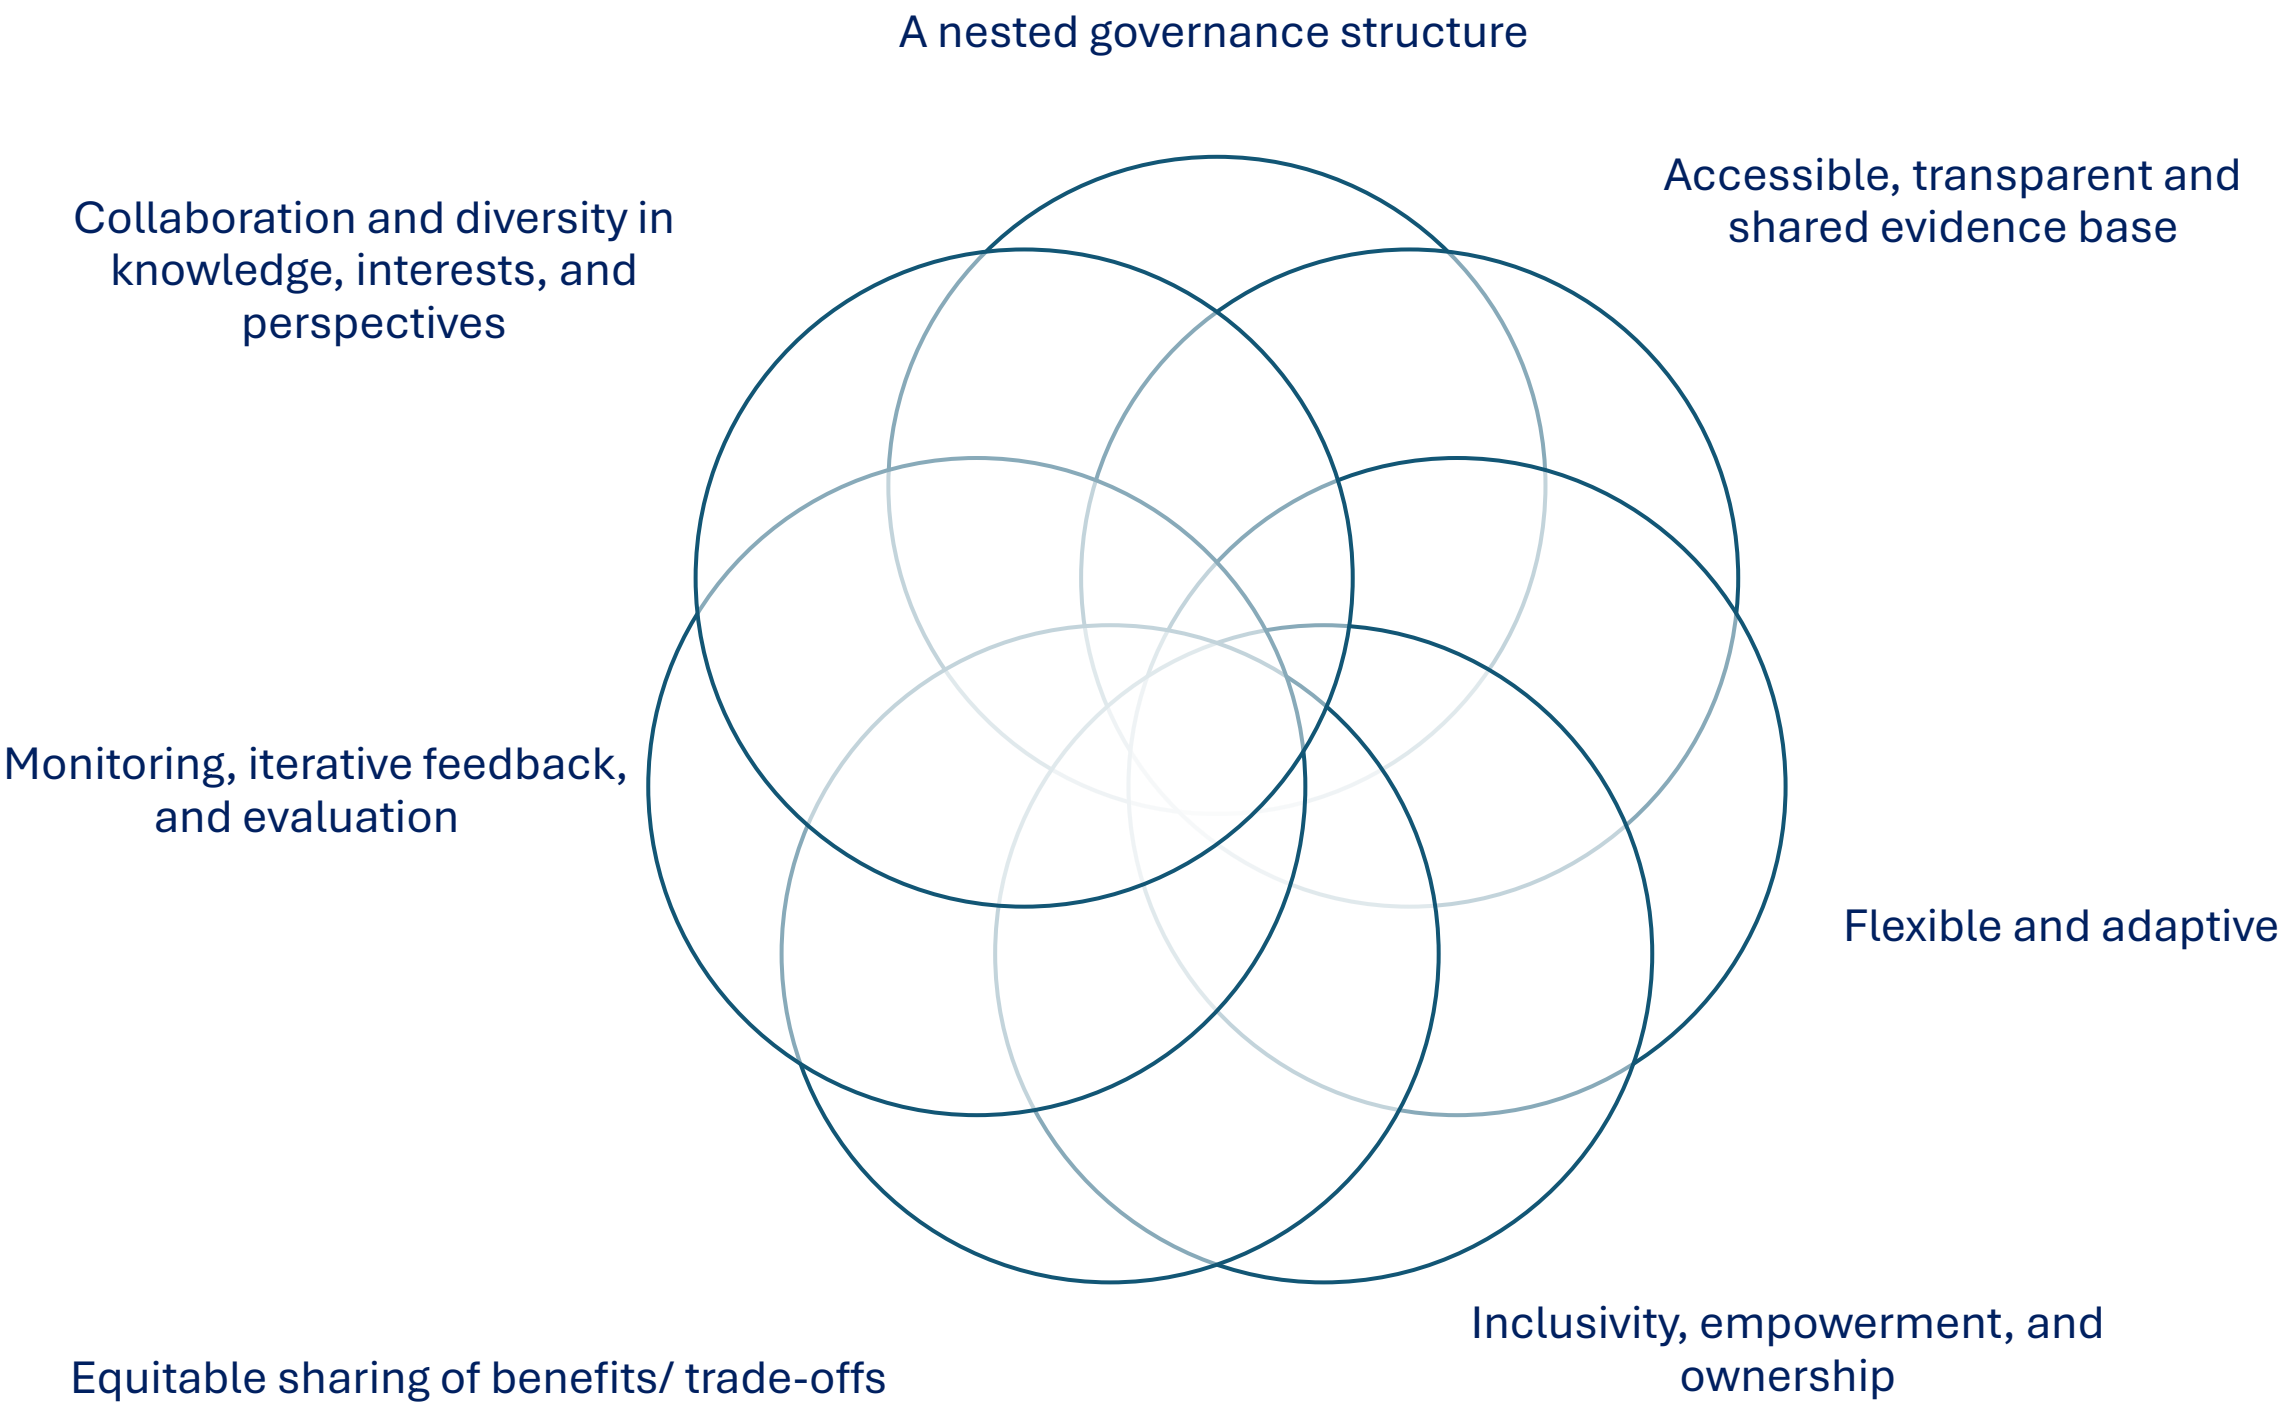 A nested governance structure
Accessible, transparent and
shared evidence base
Collaboration and diversity in
knowledge, interests, and
perspectives
Monitoring, iterative feedback,
and evaluation
Flexible and adaptive
Inclusivity, empowerment, and
ownership
Equitable sharing of benefits/ trade-offs